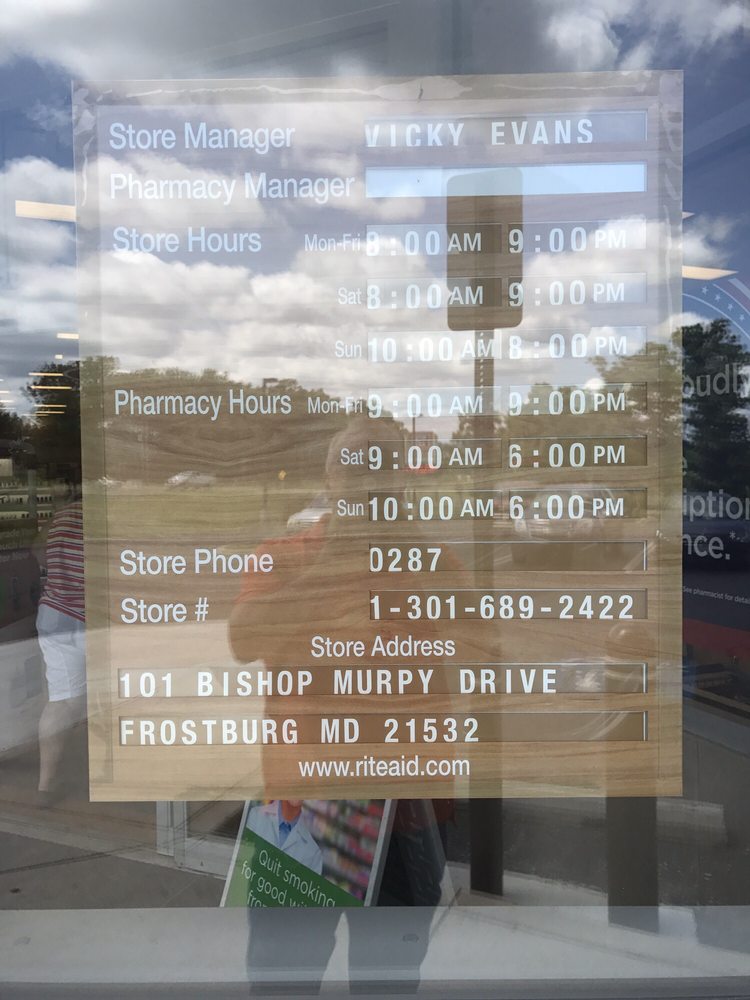 Store Manager VICKY EVANS
Pharmacy Manager
Store Hours Mon-Fri 8:00 AM 9:00 PM
Sat 8:00 AM 9:00 PM
Sun 10:00 AM 8:00 PM
Pharmacy Hours Mon-Fri 9:00 AM 9:00 PM
Sat 9:00 AM 6:00 PM
Sun 10:00 AM 6:00 PM
Store Phone 0287
Store # 1-301-689-2422
Store Address
101 BISHOP MURPY DRIVE
FROSTBURG MD 21532
www.riteaid.com
Quit smoking
for good